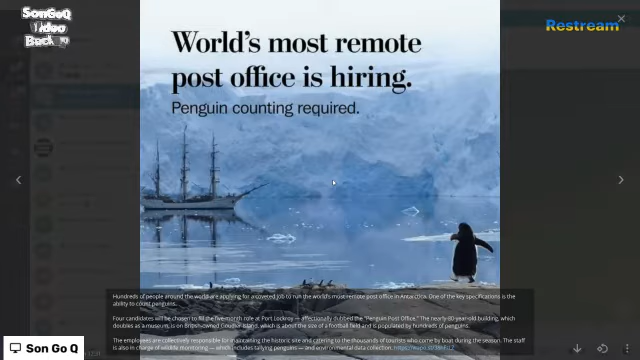 SonGoQ
Video
Back
Restream
World's most remote
post office is hiring.
Penguin counting required.
Hundreds of people around the world are applying for a coveted job to run the world's most remote post office in Antarctica. One of the key specifications is the
ability to count penguins.
Four candidates will be chosen to fill the five-month role at Port Lockroy — affectionally dubbed the "Penguin Post Office." The nearly-80-year-old building, which
doubles as a museum, is on British-owned Goudier Island, which is about the size of a football field and is populated by hundreds of penguins.
The employees are collectively responsible for maintaining the historic site and catering to the thousands of tourists who come by boat during the season. The staff
is also in charge of wildlife monitoring — which includes tallying penguins — and environmental data collection.
Son Go Q